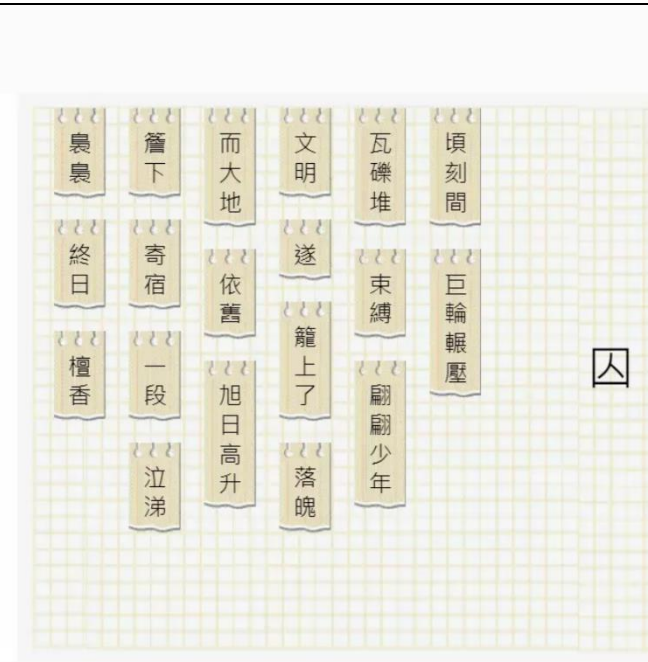 囚
頃刻間 巨輪輾壓
瓦礫堆 束縛 翩翩少年
文明 遂 籠上了 落魄
而大地 依舊 旭日高升
簷下 寄宿 一段 泣涕
裊裊 終日 檀香